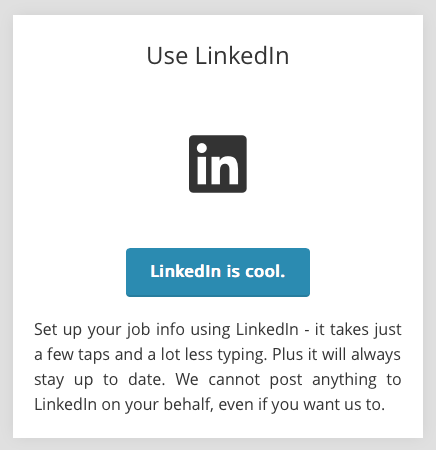 Use LinkedIn
in
LinkedIn is cool.
Set up your job info using LinkedIn - it takes just
a few taps and a lot less typing. Plus it will always
stay up to date. We cannot post anything to
LinkedIn on your behalf, even if you want us to.